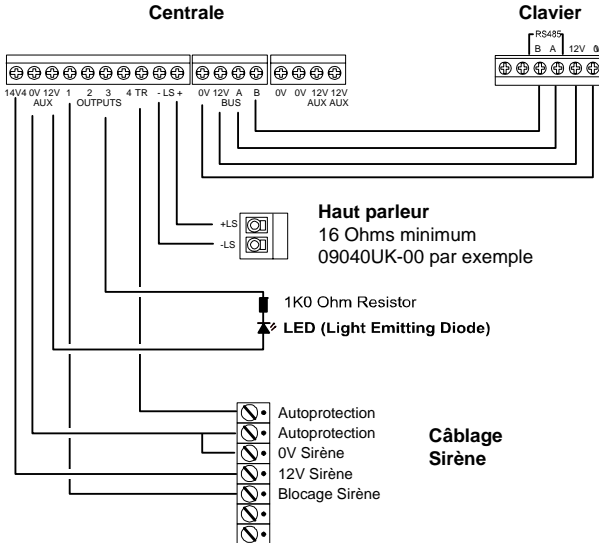 Centrale
Clavier
RS485
B A 12V
14V4 0V 12V 1 2 3 4 TR - LS + 0V 12V A B 0V 0V 12V 12V
AUX OUTPUTS BUS AUX AUX
+LS
-LS
Haut parleur
16 Ohms minimum
09040UK-00 par exemple
1K0 Ohm Resistor
LED (Light Emitting Diode)
Autoprotection
Autoprotection
0V Sirène
12V Sirène
Blocage Sirène
Câblage
Sirène